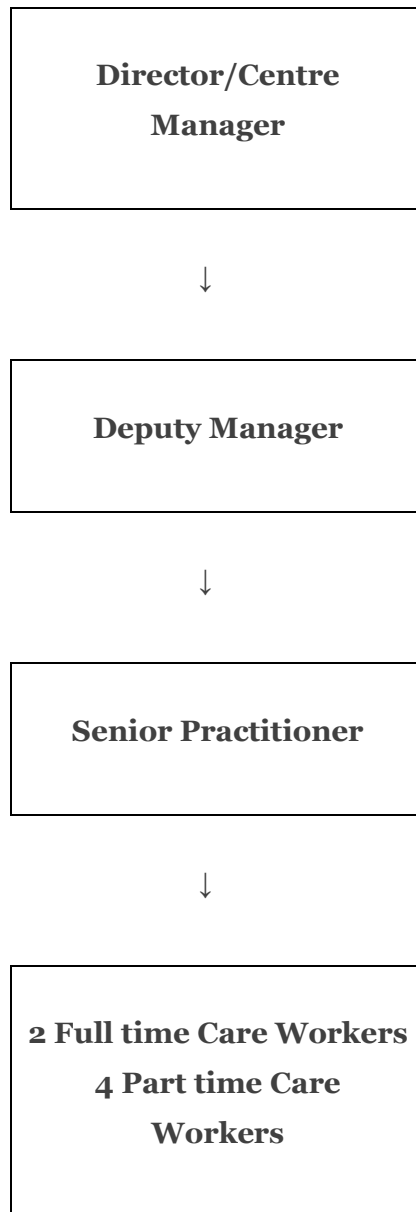 Director/Centre
Manager
↓
Deputy Manager
↓
Senior Practitioner
↓
2 Full time Care Workers
4 Part time Care
Workers